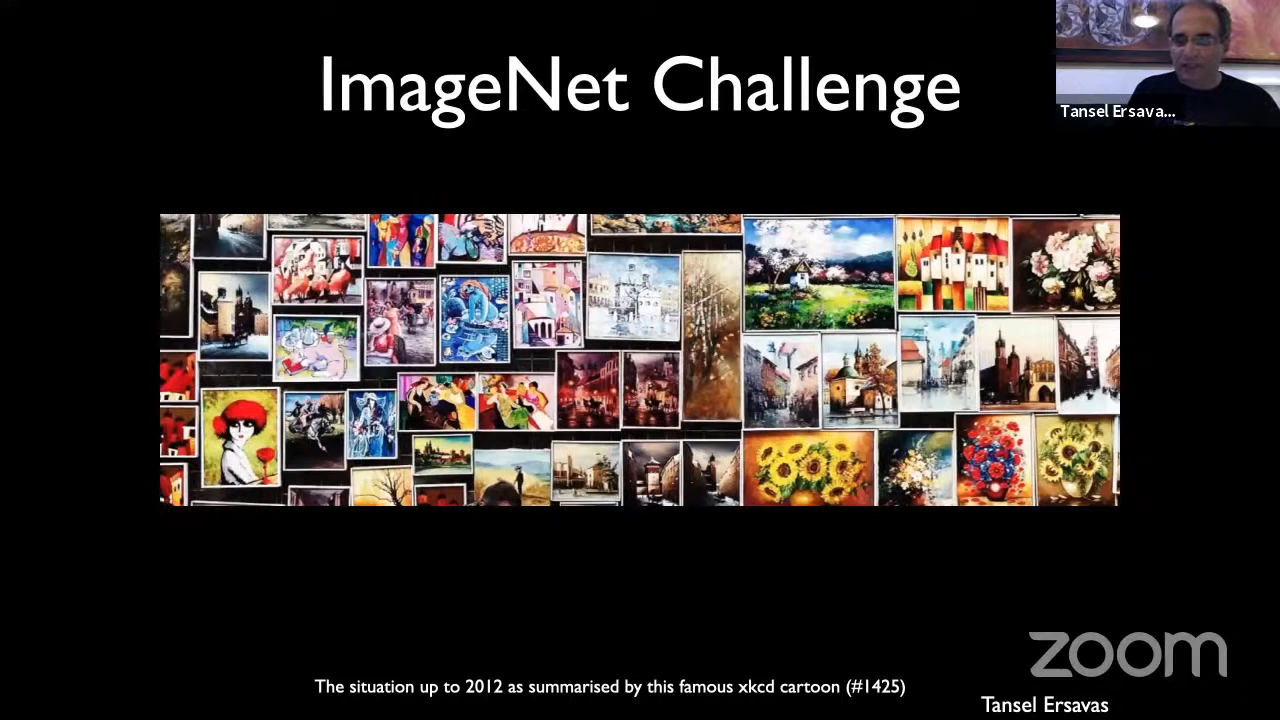 ImageNet Challenge
Tansel Ersava...
zoom
The situation up to 2012 as summarised by this famous xkcd cartoon (#1425)
Tansel Ersavas